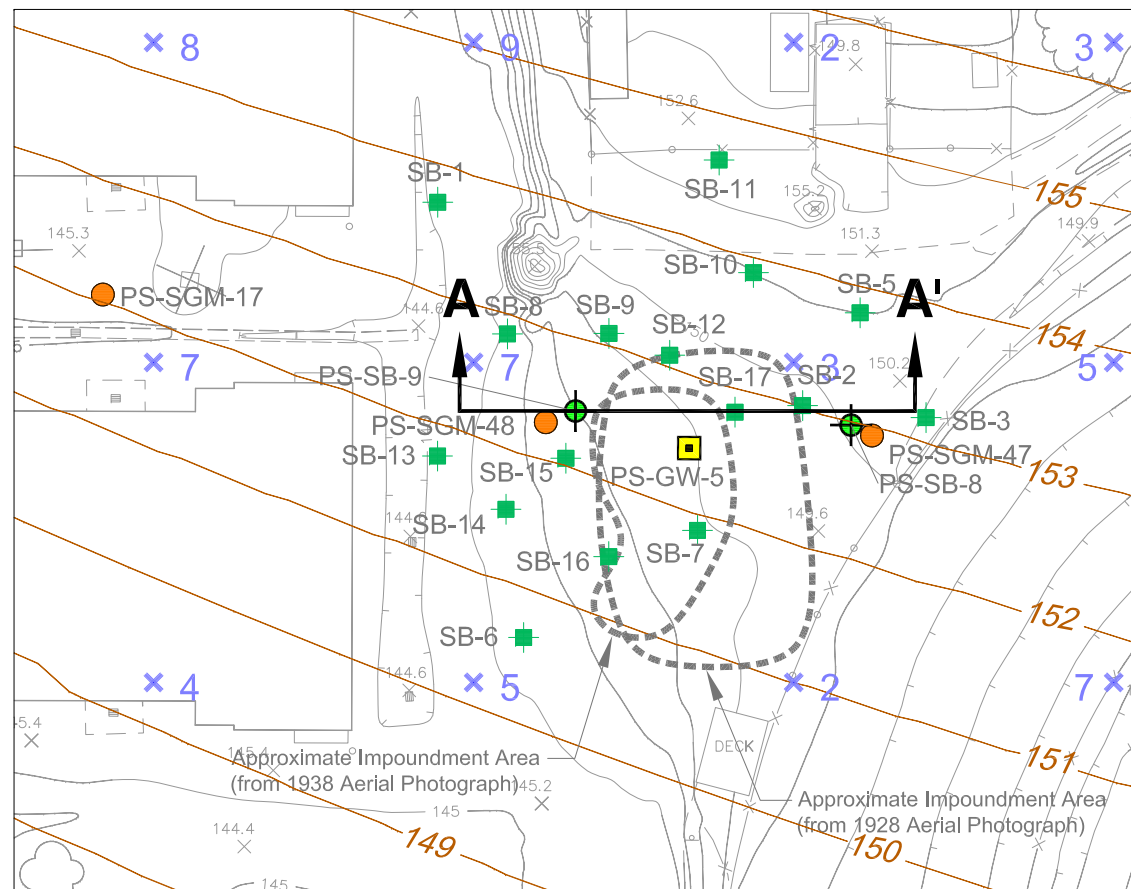 8
9
2
3
149.8
152.6
SB-1
SB-11
155
155.2
145.3
151.3
149.9
SB-10
SB-5
154
PS-SGM-17
A
A'
144.6
SB-8
SB-9
SB-12
150
7
7
3
5
150.2
PS-SB-9
SB-17
SB-2
SB-3
PS-SGM-48
PS-SGM-47
SB-13
SB-15
PS-GW-5
PS-SB-8
153
SB-14
149.6
SB-16
SB-7
152
SB-6
4
5
2
7
144.6
DECK
151
145.4
Approximate Impoundment Area
(from 1938 Aerial Photograph)
145.2
145
Approximate Impoundment Area
(from 1928 Aerial Photograph)
149
150
144.4
145